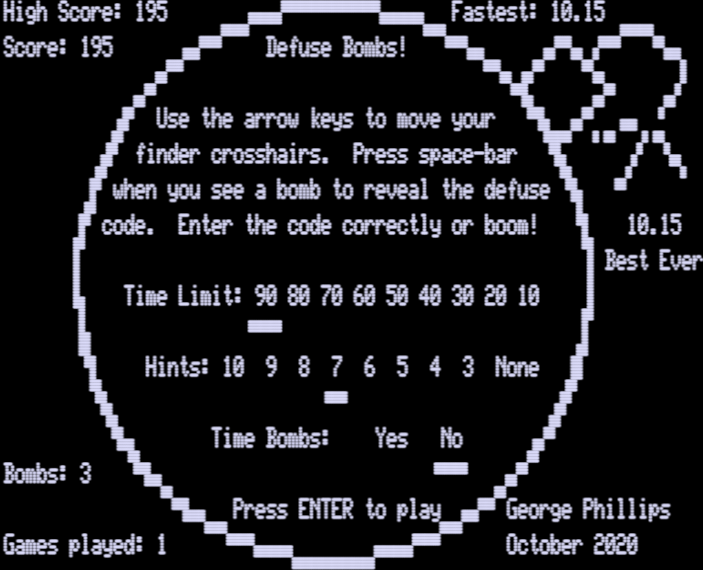 High Score: 195
Fastest: 10.15
Score: 195
Defuse Bombs!
Use the arrow keys to move your
finder crosshairs.  Press space-bar
when you see a bomb to reveal the defuse
code.  Enter the code correctly or boom!
10.15
Best Ever
Time Limit: 90 80 70 60 50 40 30 20 10
Hints: 10 9 8 7 6 5 4 3 None
Time Bombs: Yes No
Bombs: 3
Press ENTER to play
George Phillips
Games played: 1
October 2020